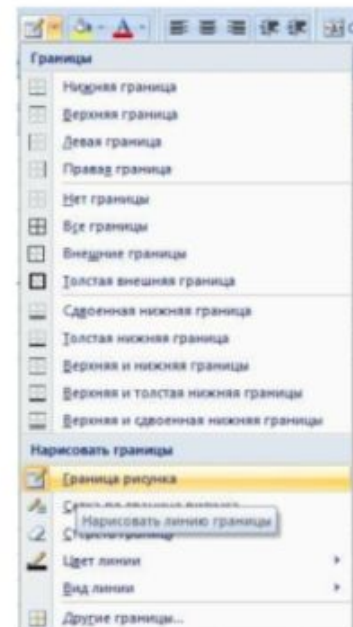 Границы
Нижняя граница
Верхняя граница
Левая граница
Правая граница
Нет границы
Все границы
Внешние границы
Толстая внешняя граница
Сдвоенная нижняя граница
Толстая нижняя граница
Верхняя и нижняя границы
Верхняя и толстая нижняя границы
Верхняя и сдвоенная нижняя границы
Нарисовать границы
Граница рисунка
Нарисовать линию границы
Цвет линии
Вид линии
Другие границы...